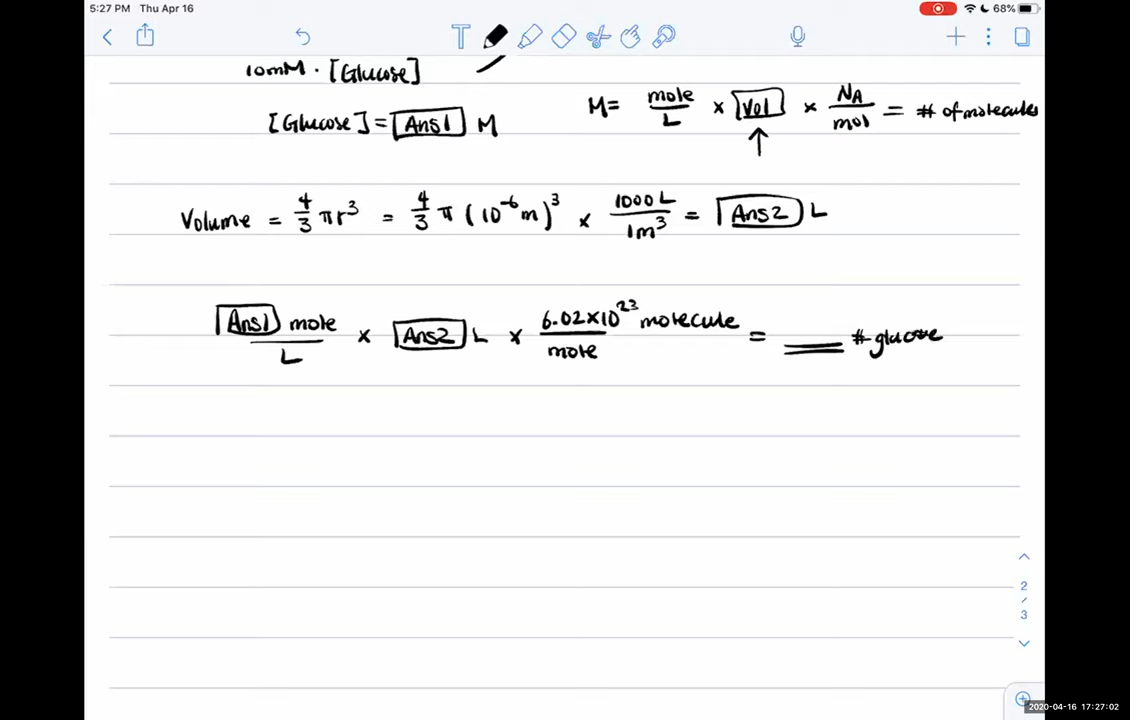 5:27 PM Thu Apr 16
68%
10mM · [Glucose]
[Glucose] = Ans1 M
M = mole/L × Vol × NA/mol = # of molecules
Volume = 4/3 πr³ = 4/3 π (10⁻⁶ m)³ × 1000 L/1m³ = Ans2 L
Ans1 mole/L × Ans2 L × 6.02×10²³ molecule/mole = ___ # glucose
2
/
3
2020-04-16 17:27:02